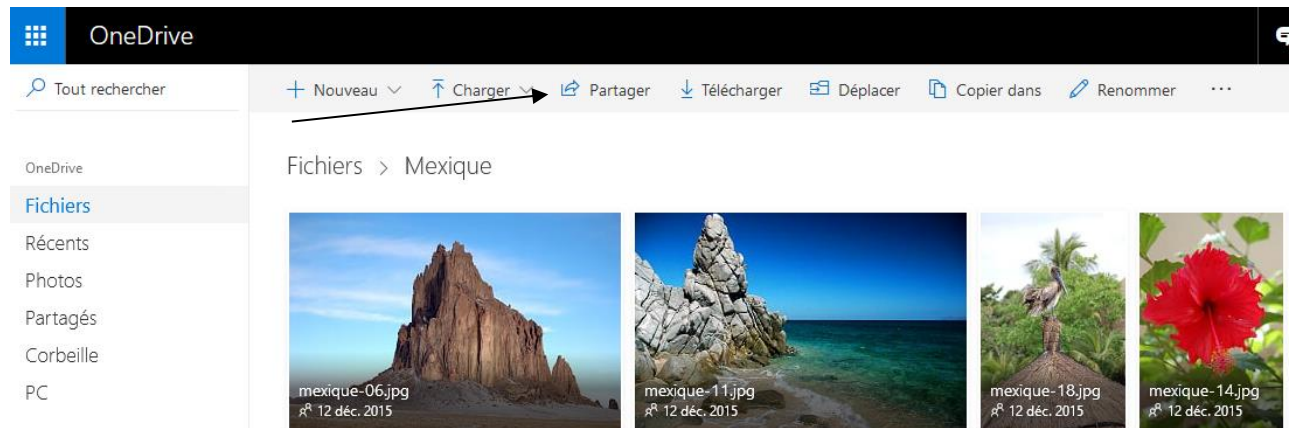 OneDrive
Tout rechercher
Nouveau Charger Partager Télécharger Déplacer Copier dans Renommer ...
OneDrive
Fichiers > Mexique
Fichiers
Récents
Photos
Partagés
Corbeille
PC
mexique-06.jpg
12 déc. 2015
mexique-11.jpg
12 déc. 2015
mexique-18.jpg
12 déc. 2015
mexique-14.jpg
12 déc. 2015